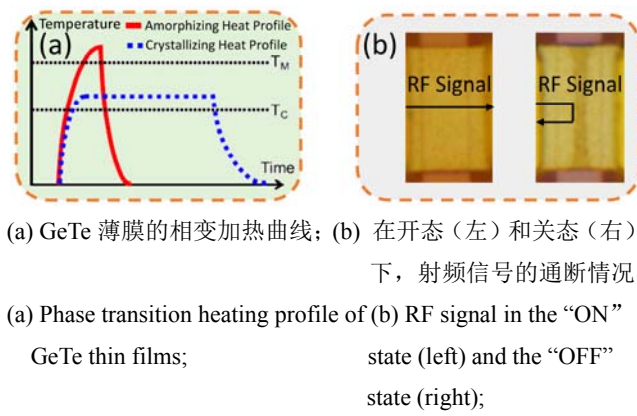 Temperature
(a)
Amorphizing Heat Profile
Crystallizing Heat Profile
T_M
T_C
Time
(b)
RF Signal
RF Signal
(a) GeTe 薄膜的相变加热曲线；(b) 在开态（左）和关态（右）
下，射频信号的通断情况
(a) Phase transition heating profile of (b) RF signal in the “ON”
GeTe thin films; state (left) and the “OFF”
state (right);